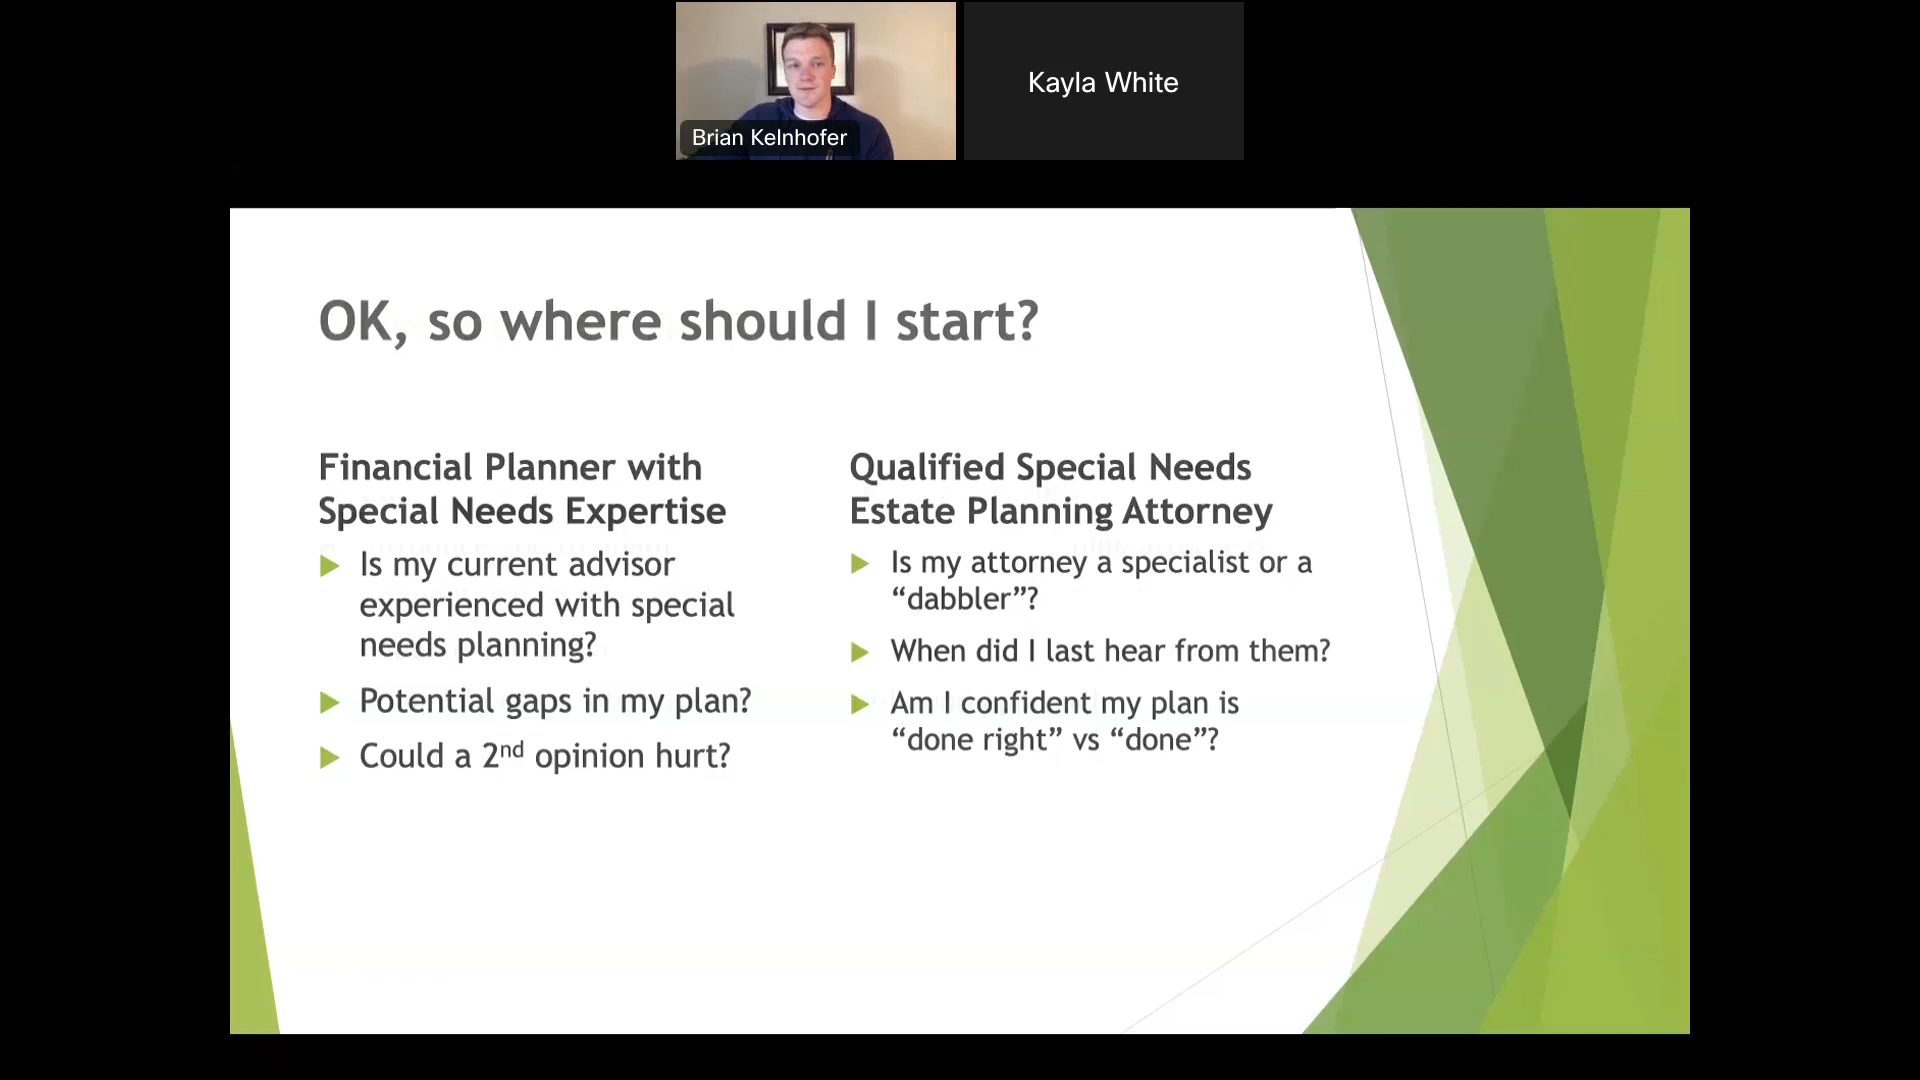 Brian Kelnhofer
Kayla White
OK, so where should I start?
Financial Planner with
Special Needs Expertise
Is my current advisor
experienced with special
needs planning?
Potential gaps in my plan?
Could a 2nd opinion hurt?
Qualified Special Needs
Estate Planning Attorney
Is my attorney a specialist or a
“dabbler”?
When did I last hear from them?
Am I confident my plan is
“done right” vs “done”?